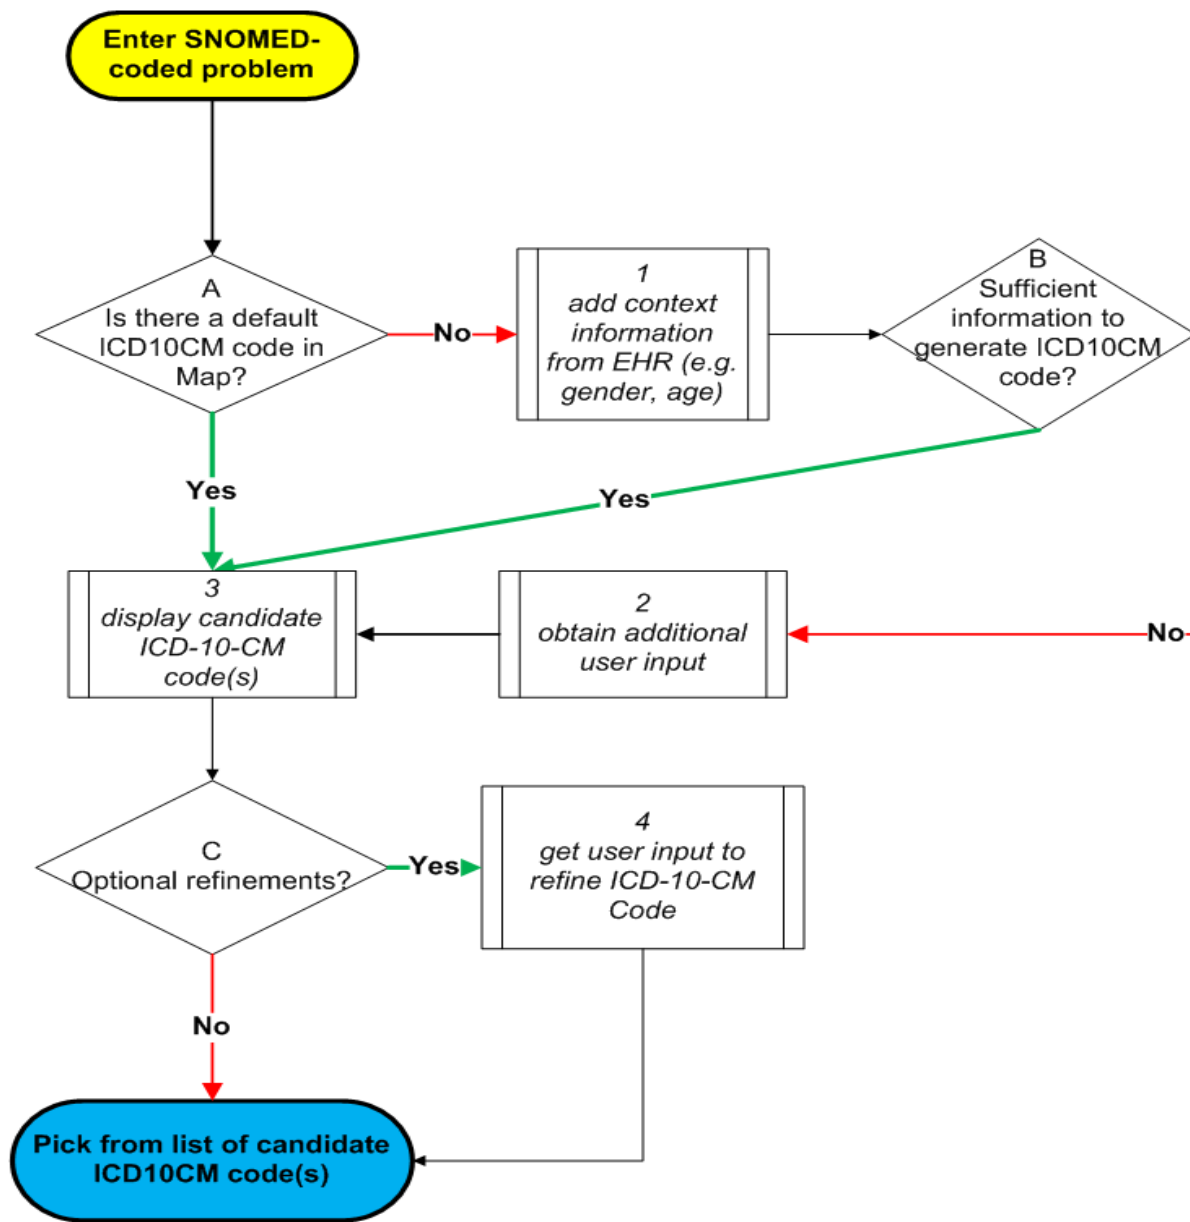 Enter SNOMED-
coded problem
A
Is there a default
ICD10CM code in
Map?
No
1
add context
information
from EHR (e.g.
gender, age)
B
Sufficient
information to
generate ICD10CM
code?
Yes
Yes
3
display candidate
ICD-10-CM
code(s)
2
obtain additional
user input
No
C
Optional refinements?
Yes
4
get user input to
refine ICD-10-CM
Code
No
Pick from list of candidate
ICD10CM code(s)